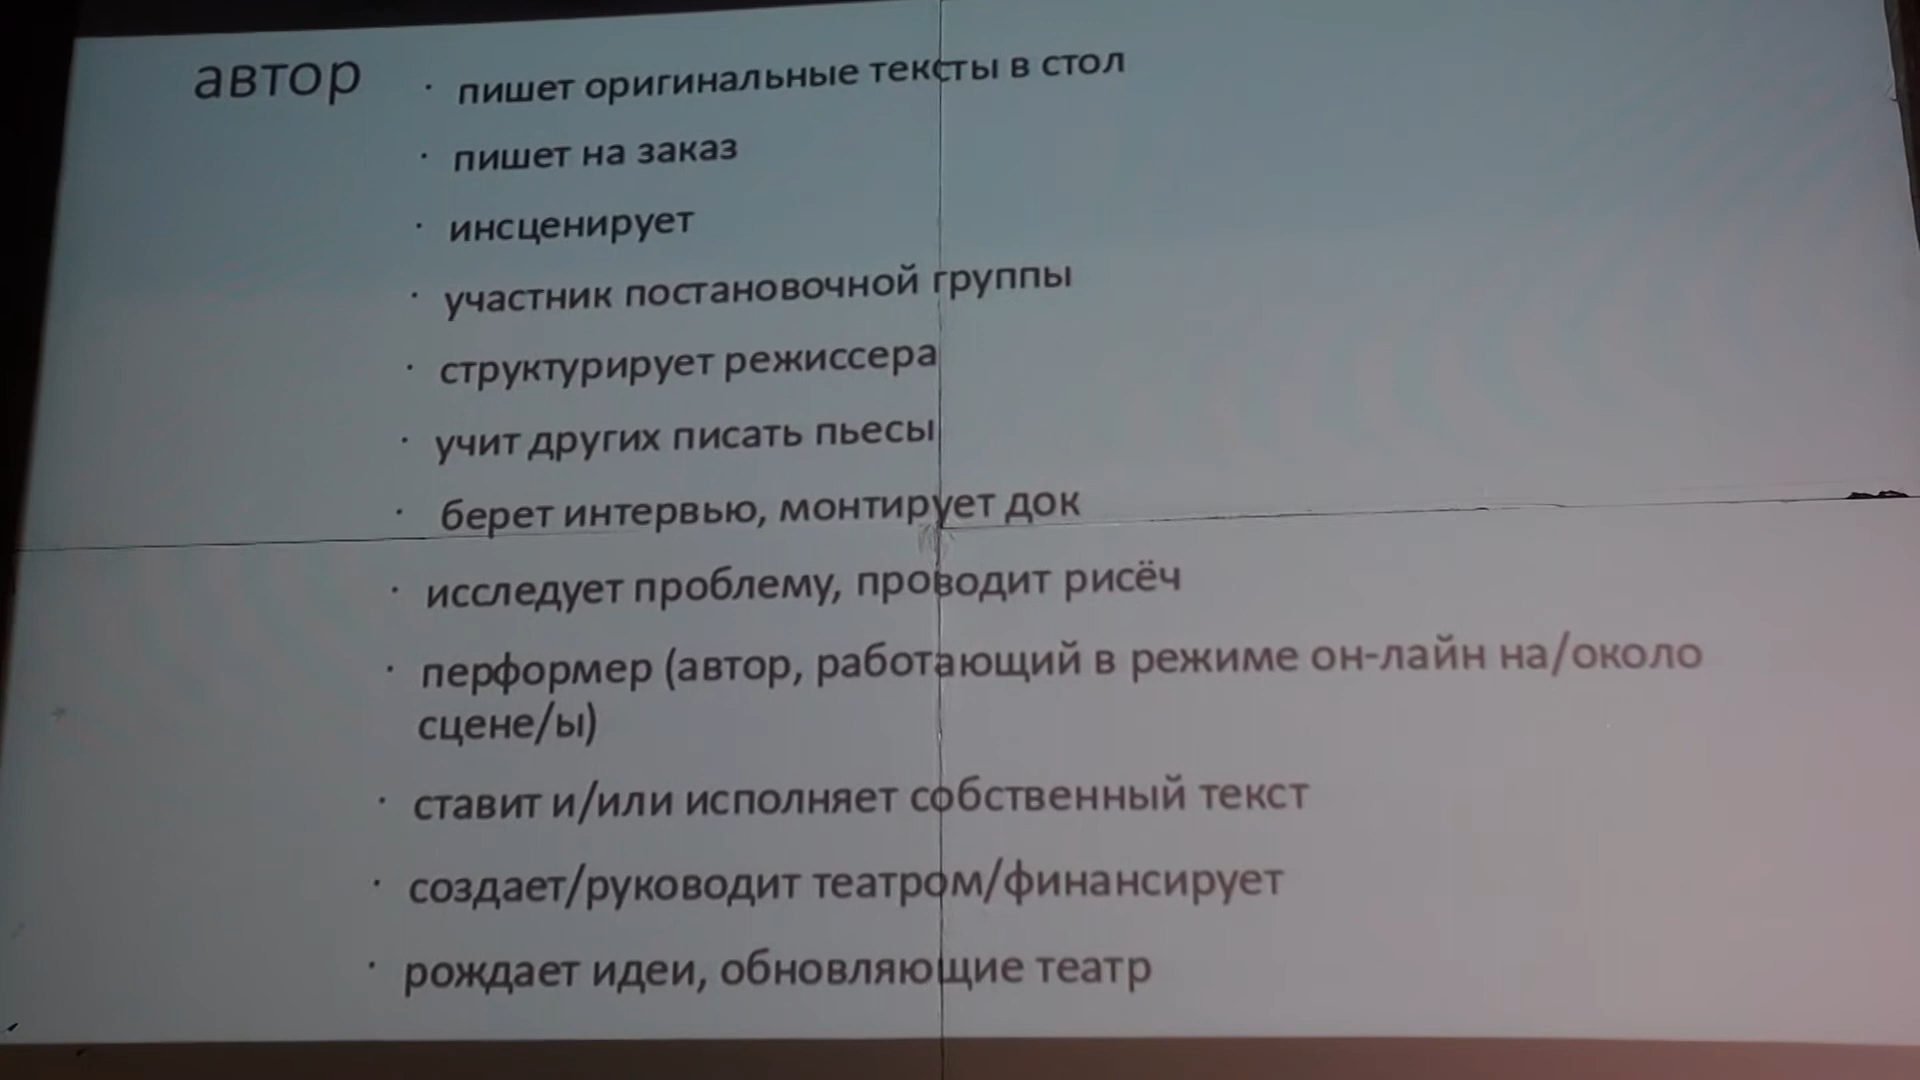 автор
· пишет оригинальные тексты в стол
· пишет на заказ
· инсценирует
· участник постановочной группы
· структурирует режиссера
· учит других писать пьесы
· берет интервью, монтирует док
· исследует проблему, проводит рисёч
· перформер (автор, работающий в режиме он-лайн на/около
сцене/ы)
· ставит и/или исполняет собственный текст
· создает/руководит театром/финансирует
· рождает идеи, обновляющие театр